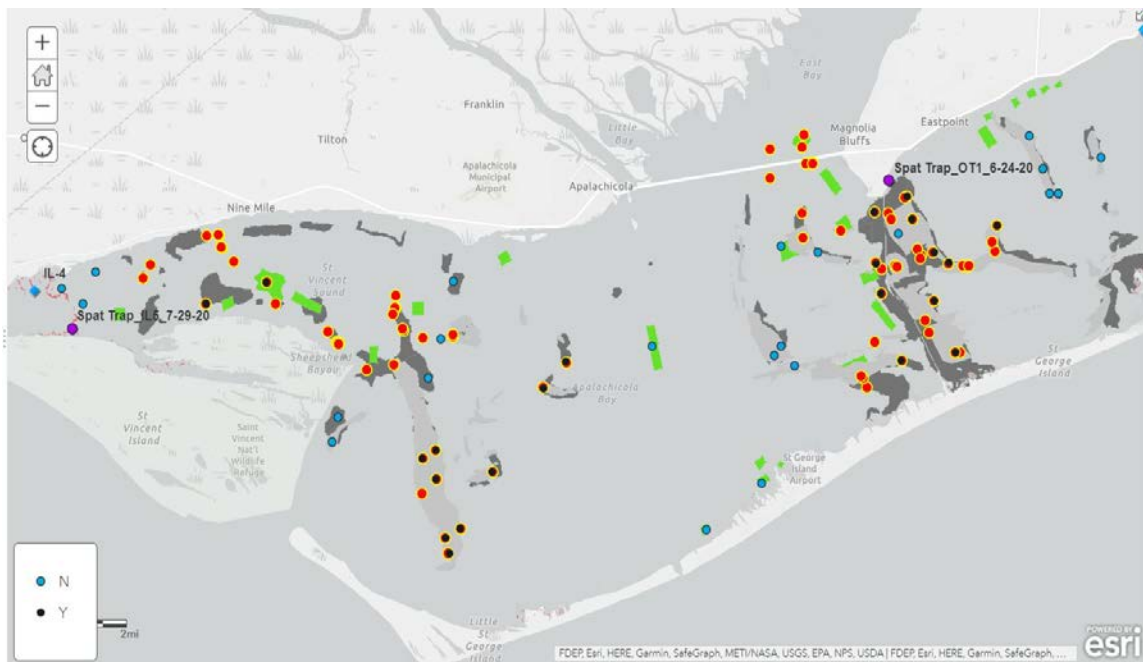 +
−
East
Bay
Franklin
Tilton
Little
Bay
Magnolia
Bluffs
Eastpoint
Apalachicola
Municipal
Airport
Apalachicola
Spat Trap_OT1_6-24-20
Nine Mile
IL-4
St
Vincent
Sound
Spat Trap_IL5_7-29-20
Sheepshead
Bayou
St
George
Island
Apalachicola
Bay
St
Vincent
Island
Saint
Vincent
Nat'l
Wildlife
Refuge
St George
Island
Airport
N
Y
2mi
Little
St
George
Island
FDEP, Esri, HERE, Garmin, SafeGraph, METI/NASA, USGS, EPA, NPS, USDA | FDEP, Esri, HERE, Garmin, SafeGraph, ...
POWERED BY
esri